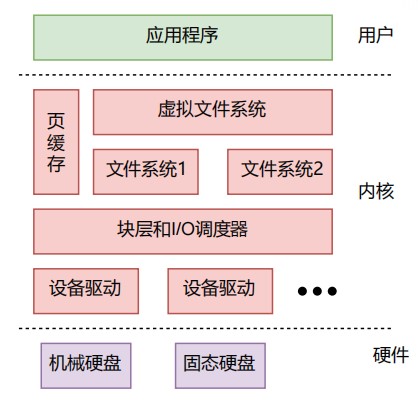 应用程序
用户
页缓存
虚拟文件系统
文件系统1
文件系统2
内核
块层和I/O调度器
设备驱动
设备驱动
硬件
机械硬盘
固态硬盘